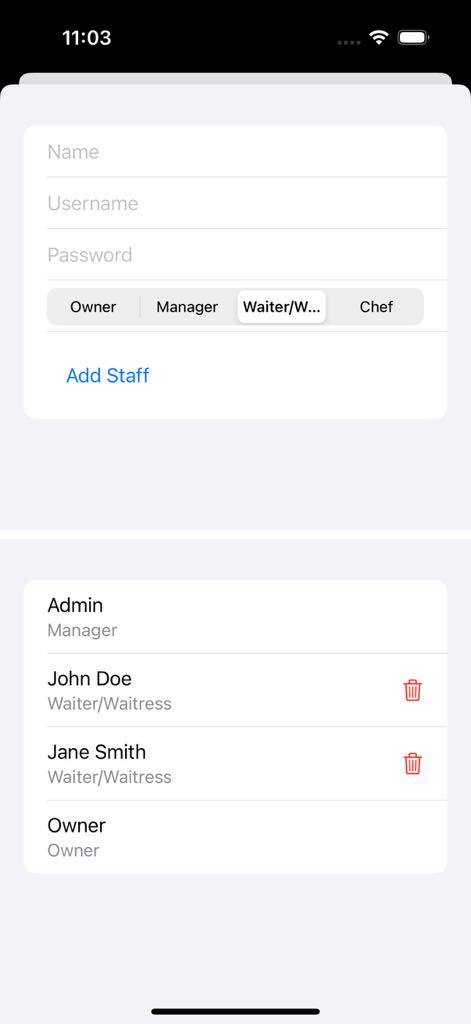 11:03
Name
Username
Password
Owner Manager Waiter/W... Chef
Add Staff
Admin
Manager
John Doe
Waiter/Waitress
Jane Smith
Waiter/Waitress
Owner
Owner